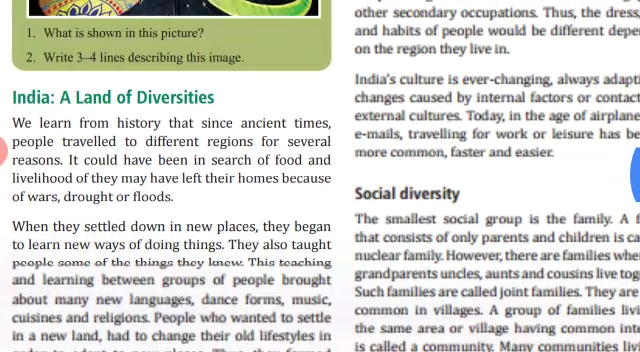 1. What is shown in this picture?
2. Write 3–4 lines describing this image.
India: A Land of Diversities
We learn from history that since ancient times,
people travelled to different regions for several
reasons. It could have been in search of food and
livelihood of they may have left their homes because
of wars, drought or floods.
When they settled down in new places, they began
to learn new ways of doing things. They also taught
people some of the things they knew. This teaching
and learning between groups of people brought
about many new languages, dance forms, music,
cuisines and religions. People who wanted to settle
in a new land, had to change their old lifestyles in
other secondary occupations. Thus, the dress,
and habits of people would be different
on the region they live in.
India's culture is ever-changing, always
changes caused by internal factors or contact
external cultures. Today, in the age of
e-mails, travelling for work or leisure has
more common, faster and easier.
Social diversity
The smallest social group is the family. A
that consists of only parents and children is
nuclear family. However, there are families
grandparents uncles, aunts and cousins live
Such families are called joint families. They are
common in villages. A group of families
the same area or village having common
is called a community. Many communities